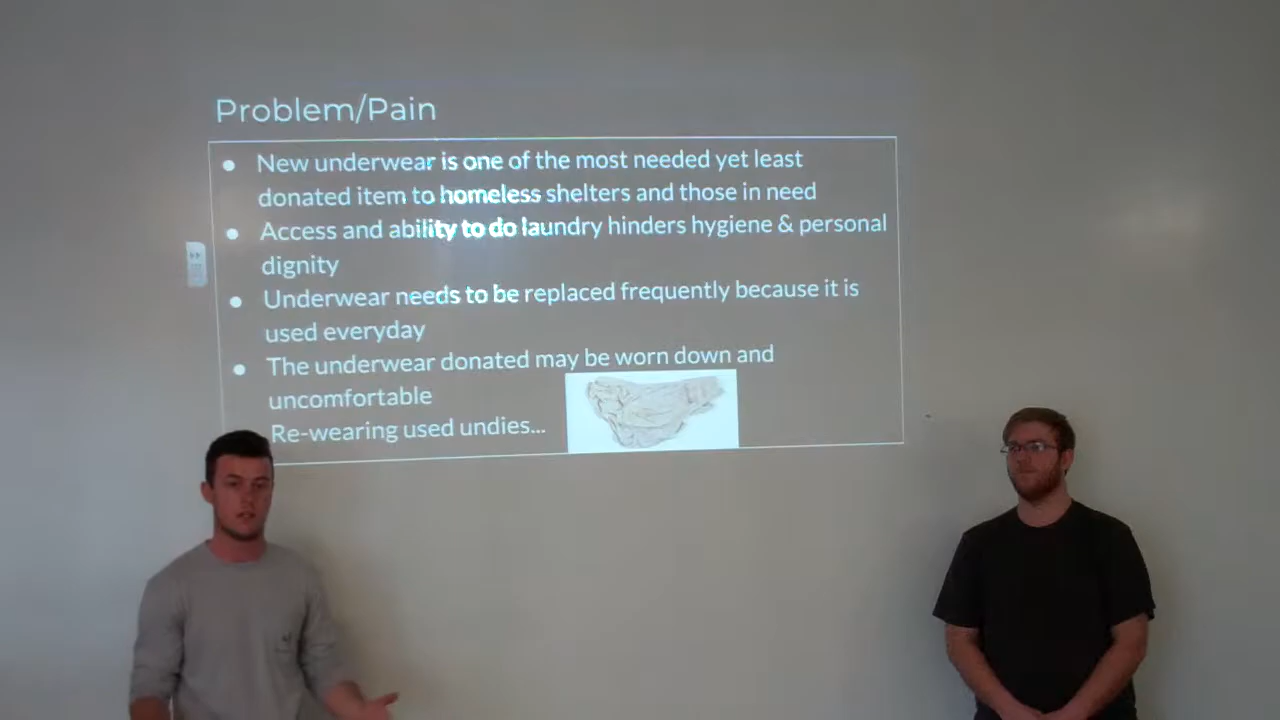 Problem/Pain
● New underwear is one of the most needed yet least
donated item to homeless shelters and those in need
● Access and ability to do laundry hinders hygiene & personal
dignity
● Underwear needs to be replaced frequently because it is
used everyday
● The underwear donated may be worn down and
uncomfortable
Re-wearing used undies...